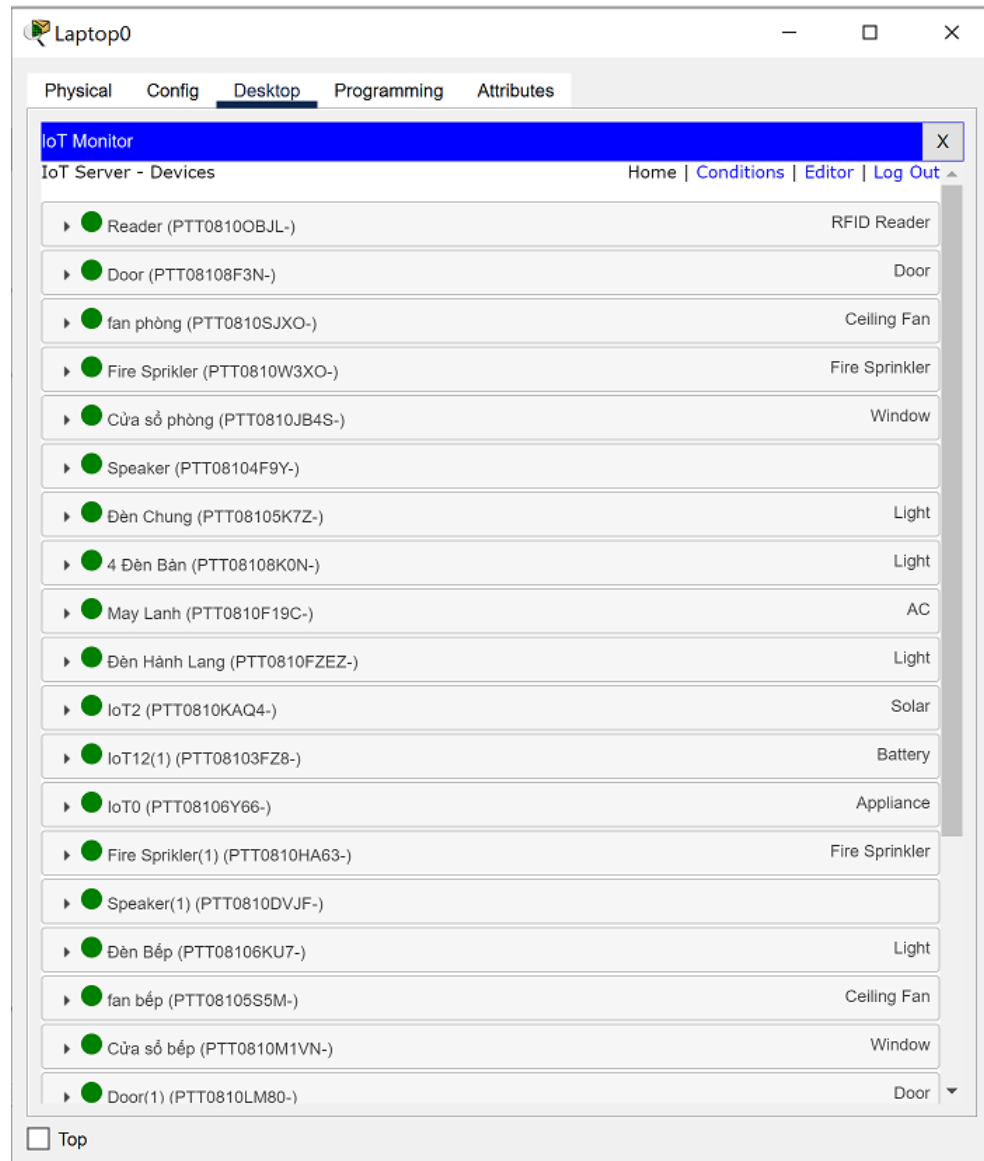 Laptop0
Physical Config Desktop Programming Attributes
IoT Monitor X
IoT Server - Devices Home | Conditions | Editor | Log Out
Reader (PTT0810OBJL-) RFID Reader
Door (PTT08108F3N-) Door
fan phòng (PTT0810SJXO-) Ceiling Fan
Fire Sprikler (PTT0810W3XO-) Fire Sprinkler
Cửa sổ phòng (PTT0810JB4S-) Window
Speaker (PTT08104F9Y-)
Đèn Chung (PTT08105K7Z-) Light
4 Đèn Bàn (PTT08108K0N-) Light
May Lanh (PTT0810F19C-) AC
Đèn Hành Lang (PTT0810FZEZ-) Light
IoT2 (PTT0810KAQ4-) Solar
IoT12(1) (PTT08103FZ8-) Battery
IoT0 (PTT08106Y66-) Appliance
Fire Sprikler(1) (PTT0810HA63-) Fire Sprinkler
Speaker(1) (PTT0810DVJF-)
Đèn Bếp (PTT08106KU7-) Light
fan bếp (PTT08105S5M-) Ceiling Fan
Cửa sổ bếp (PTT0810M1VN-) Window
Door(1) (PTT0810LM80-) Door
Top